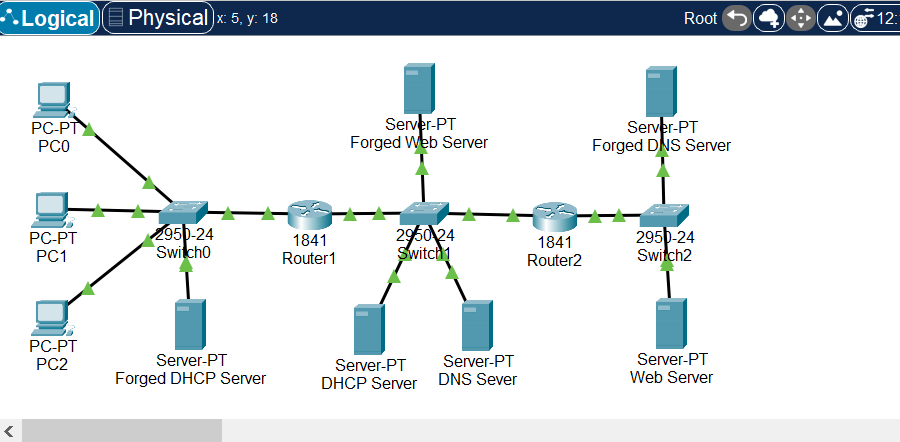 Logical Physical x: 5, y: 18 Root 12:
Server-PT
Forged Web Server
Server-PT
Forged DNS Server
PC-PT
PC0
PC-PT
PC1
2950-24
Switch0
1841
Router1
2950-24
Switch1
1841
Router2
2950-24
Switch2
PC-PT
PC2
Server-PT
Forged DHCP Server
Server-PT
DHCP Server
Server-PT
DNS Sever
Server-PT
Web Server